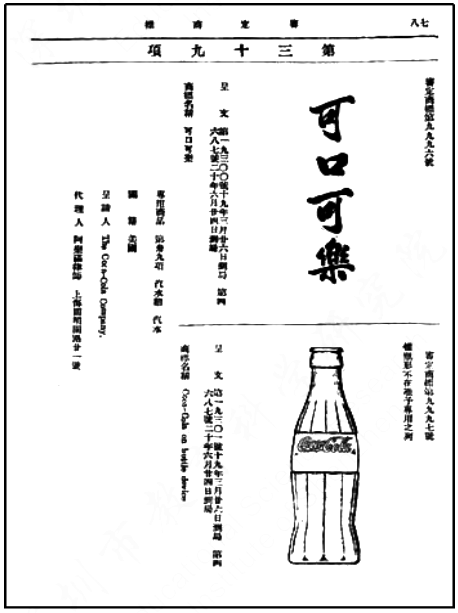 七八
審定商標
第三十九項
審定商標第九九九六號
可口可樂
呈文 第一九三〇〇號十九年三月廿六日到局 第四
六八七號二十年六月廿四日到局
商標名稱 可口可樂
專用商品 第卅九項 汽水類 汽水
國籍 美國
呈請人 The Coca-Cola Company.
代理人 阿樂滿律師 上海圓明園路廿一號
審定商標第九九九七號
惟瓶形不在准予專用之列
Coca-Cola
呈文 第一九三〇一號十九年三月廿六日到局 第四
六八七號二十年六月廿四日到局
商標名稱 Coca-Cola on bottle device